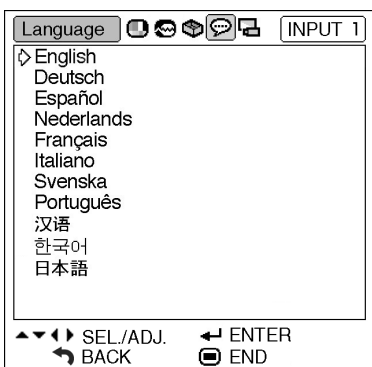 Language INPUT 1
English
Deutsch
Español
Nederlands
Français
Italiano
Svenska
Português
汉语
한국어
日本語
SEL./ADJ. ENTER
BACK END